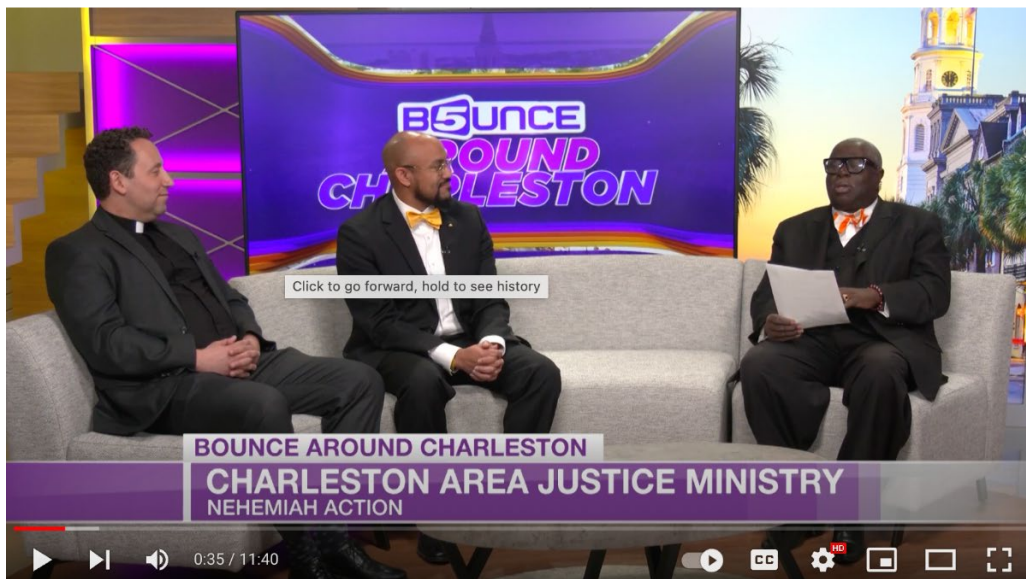 B5UNCE
AROUND
CHARLESTON
Click to go forward, hold to see history
BOUNCE AROUND CHARLESTON
CHARLESTON AREA JUSTICE MINISTRY
NEHEMIAH ACTION
0:35 / 11:40
CC
HD